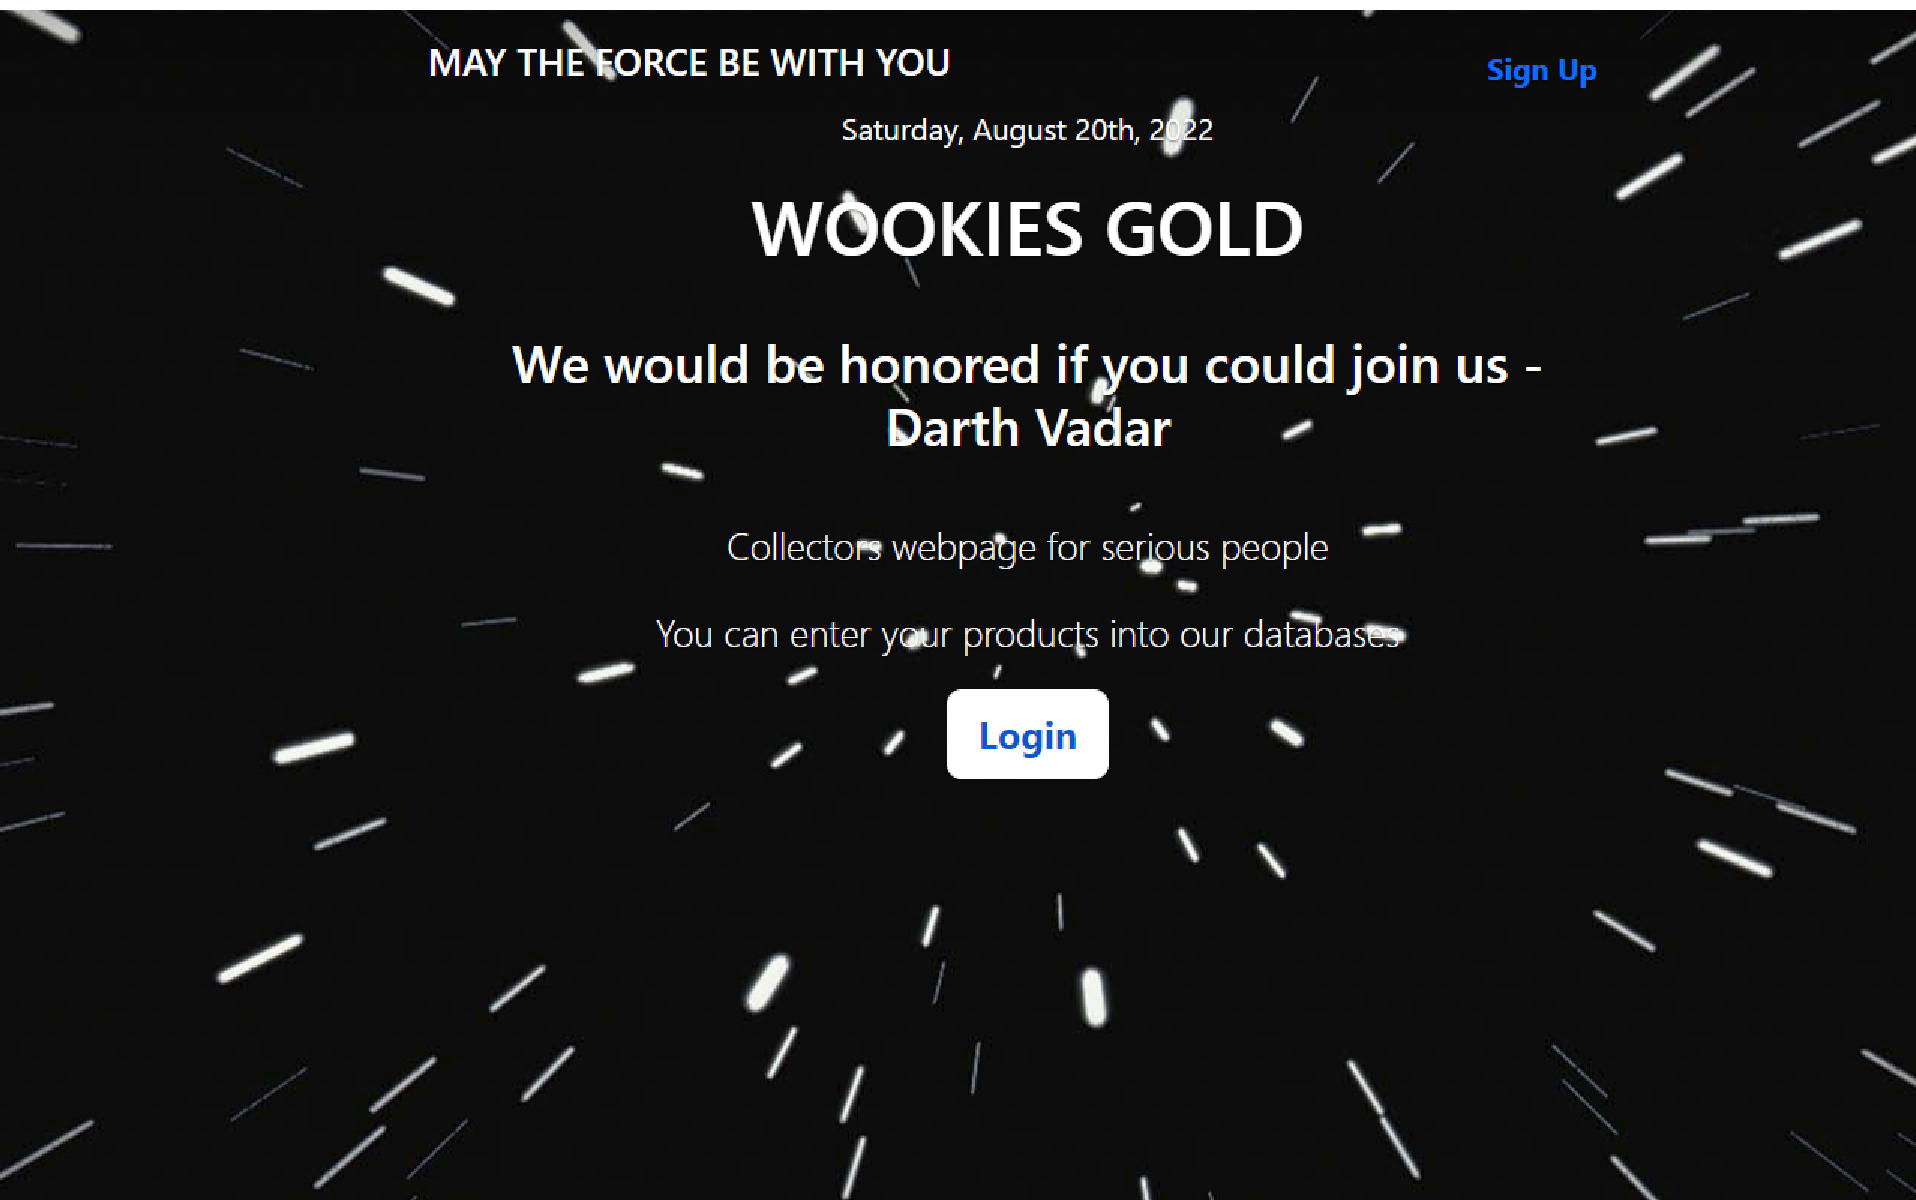 MAY THE FORCE BE WITH YOU
Sign Up
Saturday, August 20th, 2022
WOOKIES GOLD
We would be honored if you could join us -
Darth Vadar
Collectors webpage for serious people
You can enter your products into our databases
Login